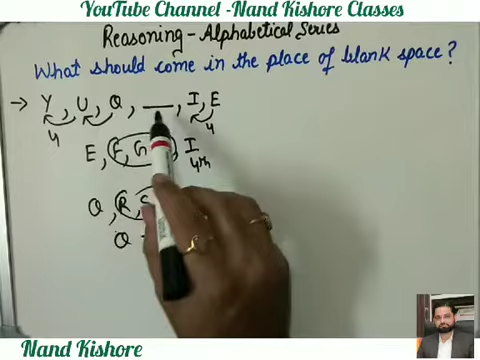 YouTube Channel -Nand Kishore Classes
Reasoning - Alphabetical Series
What should come in the place of blank space?
→ Y, U, Q, __, I, E
4 4
E, F, G I
4th
Q, R, S
Q
Nand Kishore